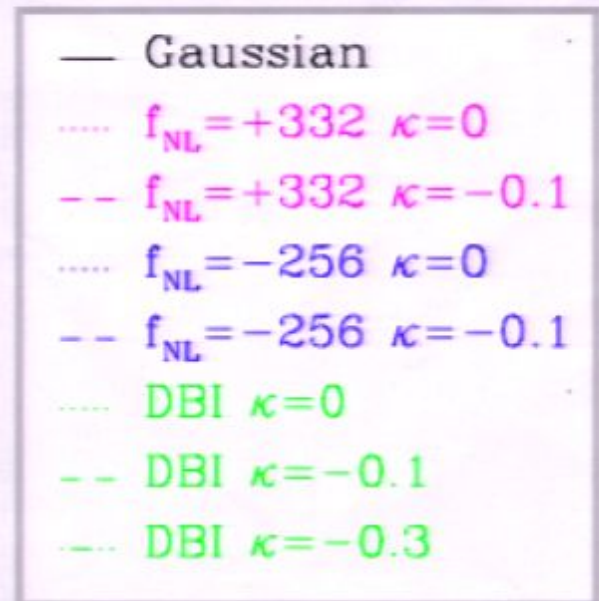 Gaussian
f_NL=+332 κ=0
f_NL=+332 κ=−0.1
f_NL=−256 κ=0
f_NL=−256 κ=−0.1
DBI κ=0
DBI κ=−0.1
DBI κ=−0.3